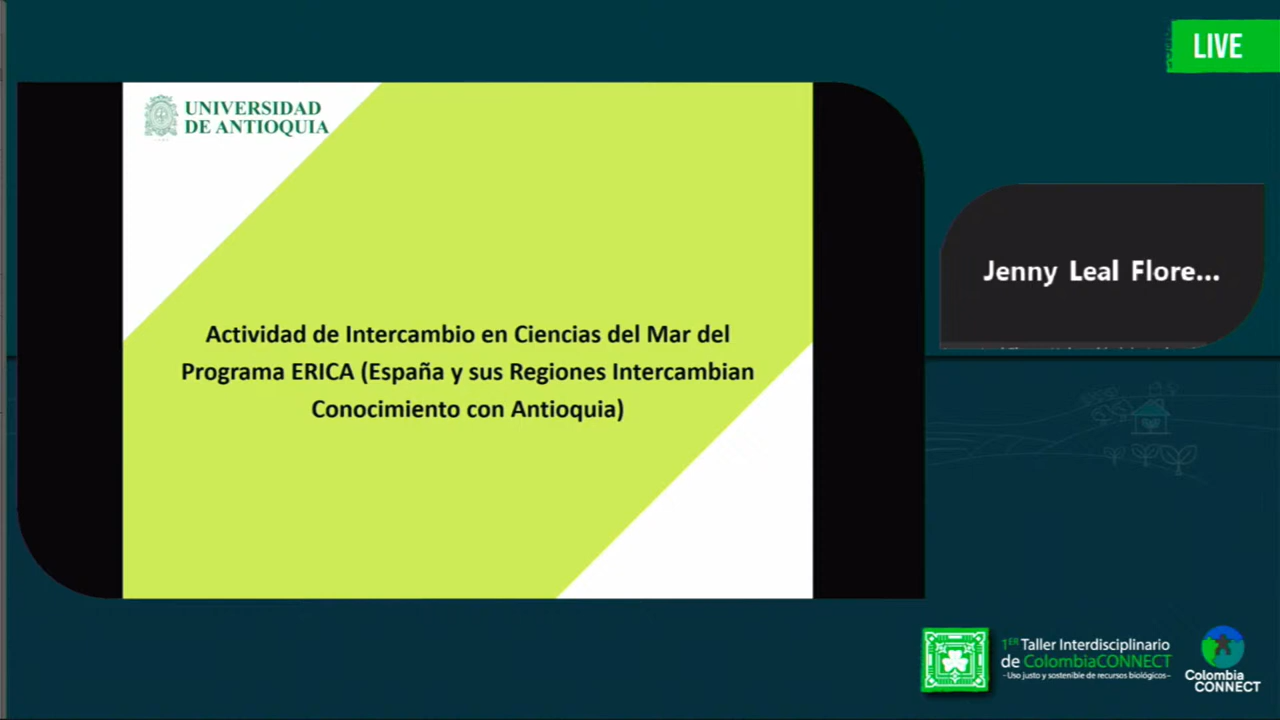 LIVE
UNIVERSIDAD
DE ANTIOQUIA
Actividad de Intercambio en Ciencias del Mar del
Programa ERICA (España y sus Regiones Intercambian
Conocimiento con Antioquia)
Jenny Leal Flore...
1ER Taller Interdisciplinario
de ColombiaCONNECT
-Uso justo y sostenible de recursos biológicos-
Colombia
CONNECT